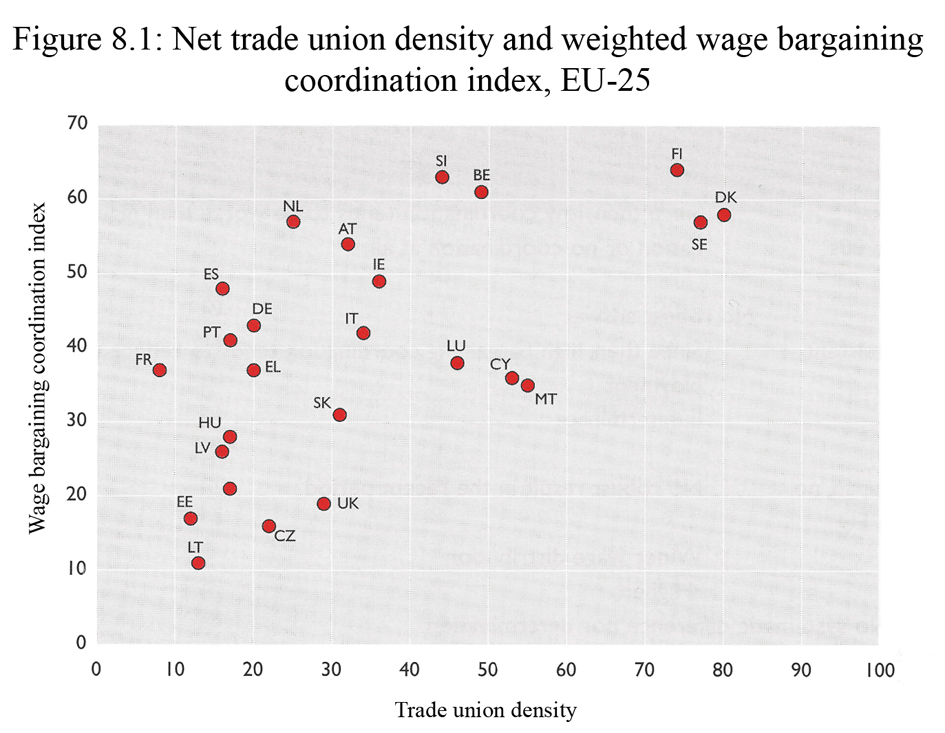 Figure 8.1: Net trade union density and weighted wage bargaining
coordination index, EU-25
70
60
50
40
30
20
10
0
Wage bargaining coordination index
FI
SI
BE
DK
NL
SE
AT
IE
ES
DE
IT
PT
LU
FR
EL
CY
MT
SK
HU
LV
EE
UK
CZ
LT
0 10 20 30 40 50 60 70 80 90 100
Trade union density